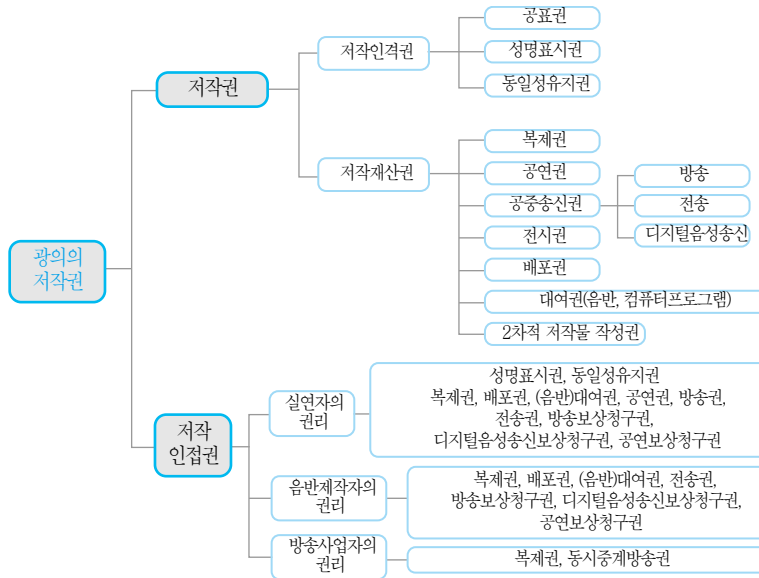 광의의
저작권
저작권
저작인격권
공표권
성명표시권
동일성유지권
저작재산권
복제권
공연권
공중송신권
방송
전송
디지털음성송신
전시권
배포권
대여권(음반, 컴퓨터프로그램)
2차적 저작물 작성권
저작
인접권
실연자의
권리
성명표시권, 동일성유지권
복제권, 배포권, (음반)대여권, 공연권, 방송권,
전송권, 방송보상청구권,
디지털음성송신보상청구권, 공연보상청구권
음반제작자의
권리
복제권, 배포권, (음반)대여권, 전송권,
방송보상청구권, 디지털음성송신보상청구권,
공연보상청구권
방송사업자의
권리
복제권, 동시중계방송권